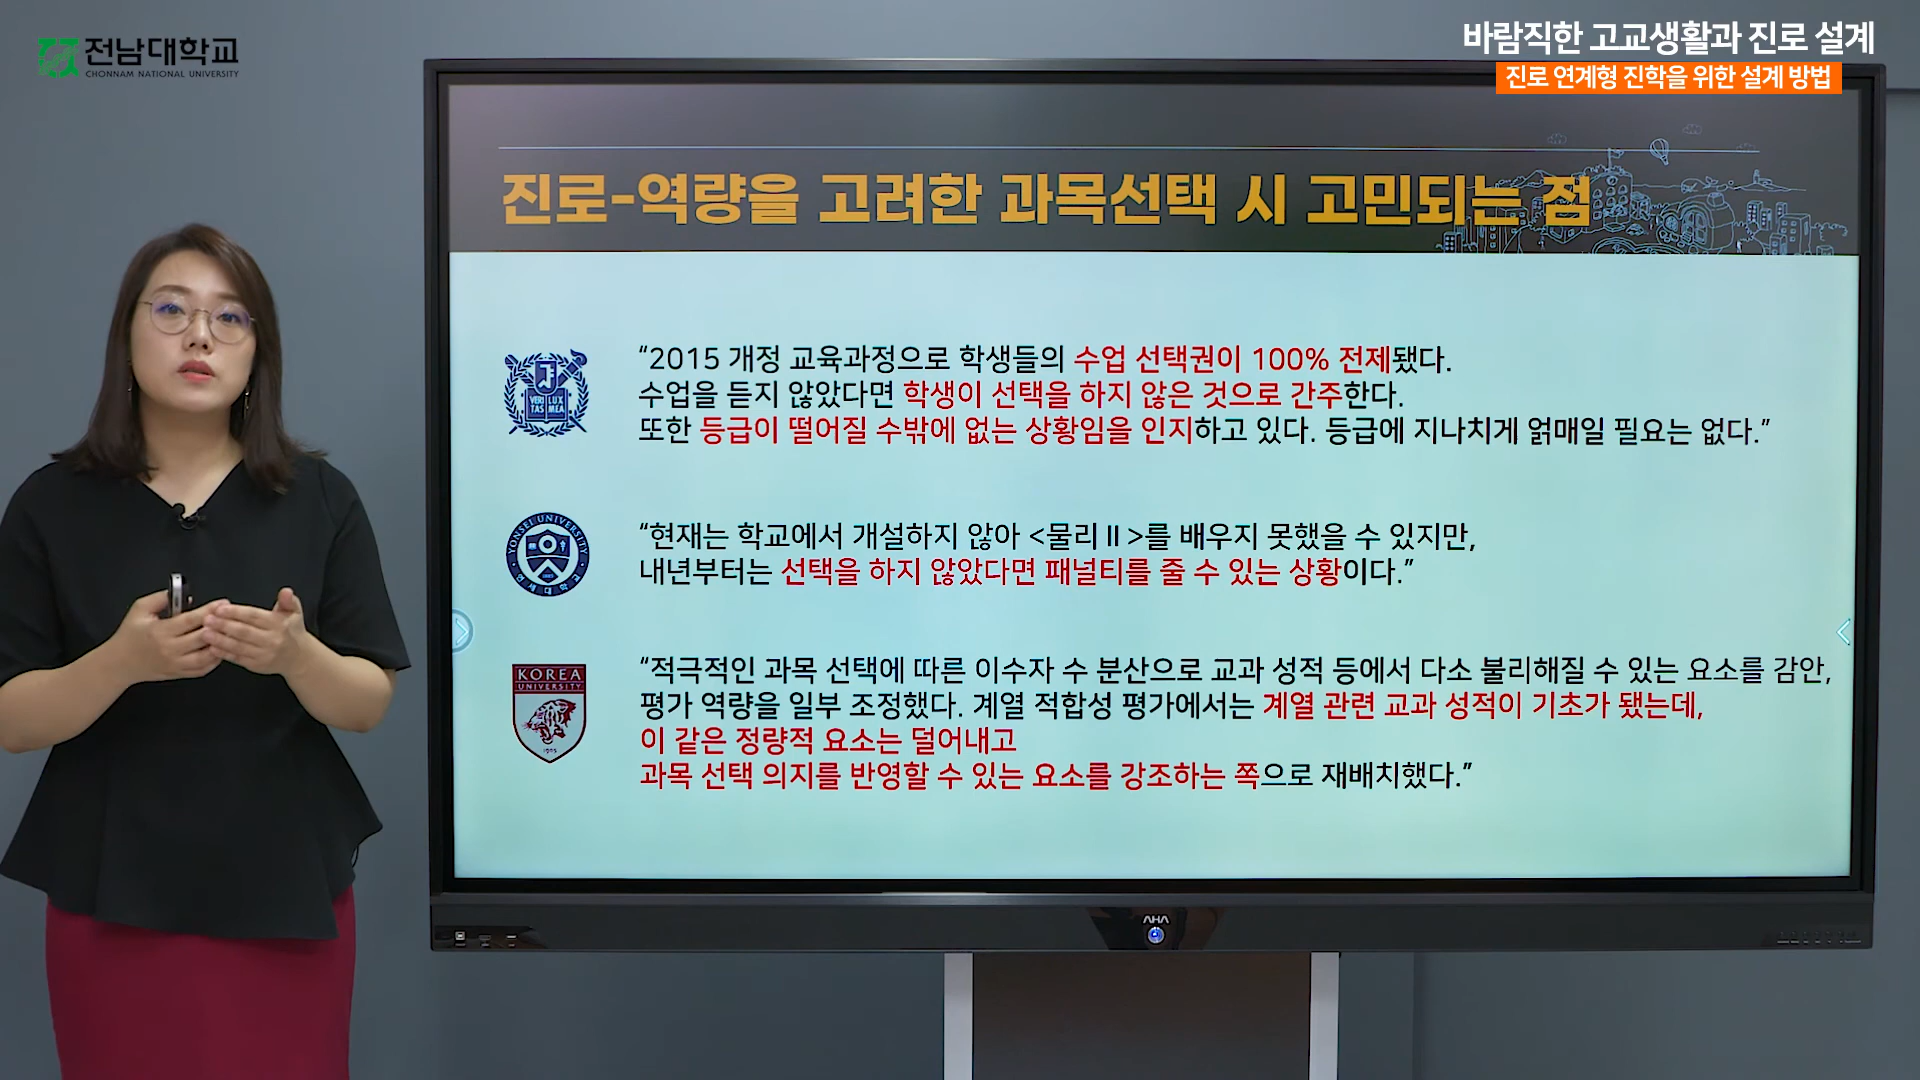 전남대학교
CHONNAM NATIONAL UNIVERSITY
바람직한 고교생활과 진로 설계
진로 연계형 진학을 위한 설계 방법
진로-역량을 고려한 과목선택 시 고민되는 점
VERI LUX
TAS MEA
“2015 개정 교육과정으로 학생들의 수업 선택권이 100% 전제됐다.
수업을 듣지 않았다면 학생이 선택을 하지 않은 것으로 간주한다.
또한 등급이 떨어질 수밖에 없는 상황임을 인지하고 있다. 등급에 지나치게 얽매일 필요는 없다.”
YONSEI UNIVERSITY
연세대학교
“현재는 학교에서 개설하지 않아 <물리Ⅱ>를 배우지 못했을 수 있지만,
내년부터는 선택을 하지 않았다면 패널티를 줄 수 있는 상황이다.”
KOREA
UNIVERSITY
1905
“적극적인 과목 선택에 따른 이수자 수 분산으로 교과 성적 등에서 다소 불리해질 수 있는 요소를 감안,
평가 역량을 일부 조정했다. 계열 적합성 평가에서는 계열 관련 교과 성적이 기초가 됐는데,
이 같은 정량적 요소는 덜어내고
과목 선택 의지를 반영할 수 있는 요소를 강조하는 쪽으로 재배치했다.”
AHA